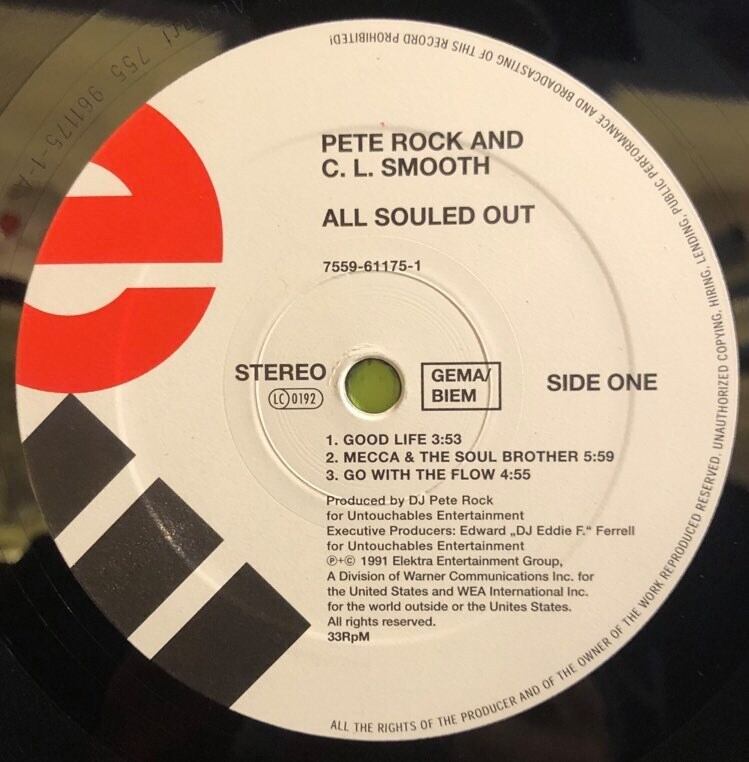 PETE ROCK AND
C. L. SMOOTH
ALL SOULED OUT
7559-61175-1
STEREO
LC 0192
GEMA/
BIEM
SIDE ONE
1. GOOD LIFE 3:53
2. MECCA & THE SOUL BROTHER 5:59
3. GO WITH THE FLOW 4:55
Produced by DJ Pete Rock
for Untouchables Entertainment
Executive Producers: Edward „DJ Eddie F.“ Ferrell
for Untouchables Entertainment
℗+© 1991 Elektra Entertainment Group,
A Division of Warner Communications Inc. for
the United States and WEA International Inc.
for the world outside or the Unites States.
All rights reserved.
33RpM
ALL THE RIGHTS OF THE PRODUCER AND OF THE OWNER OF THE WORK REPRODUCED RESERVED. UNAUTHORIZED COPYING, HIRING, LENDING, PUBLIC PERFORMANCE AND BROADCASTING OF THIS RECORD PROHIBITED!
755 961175-1-A